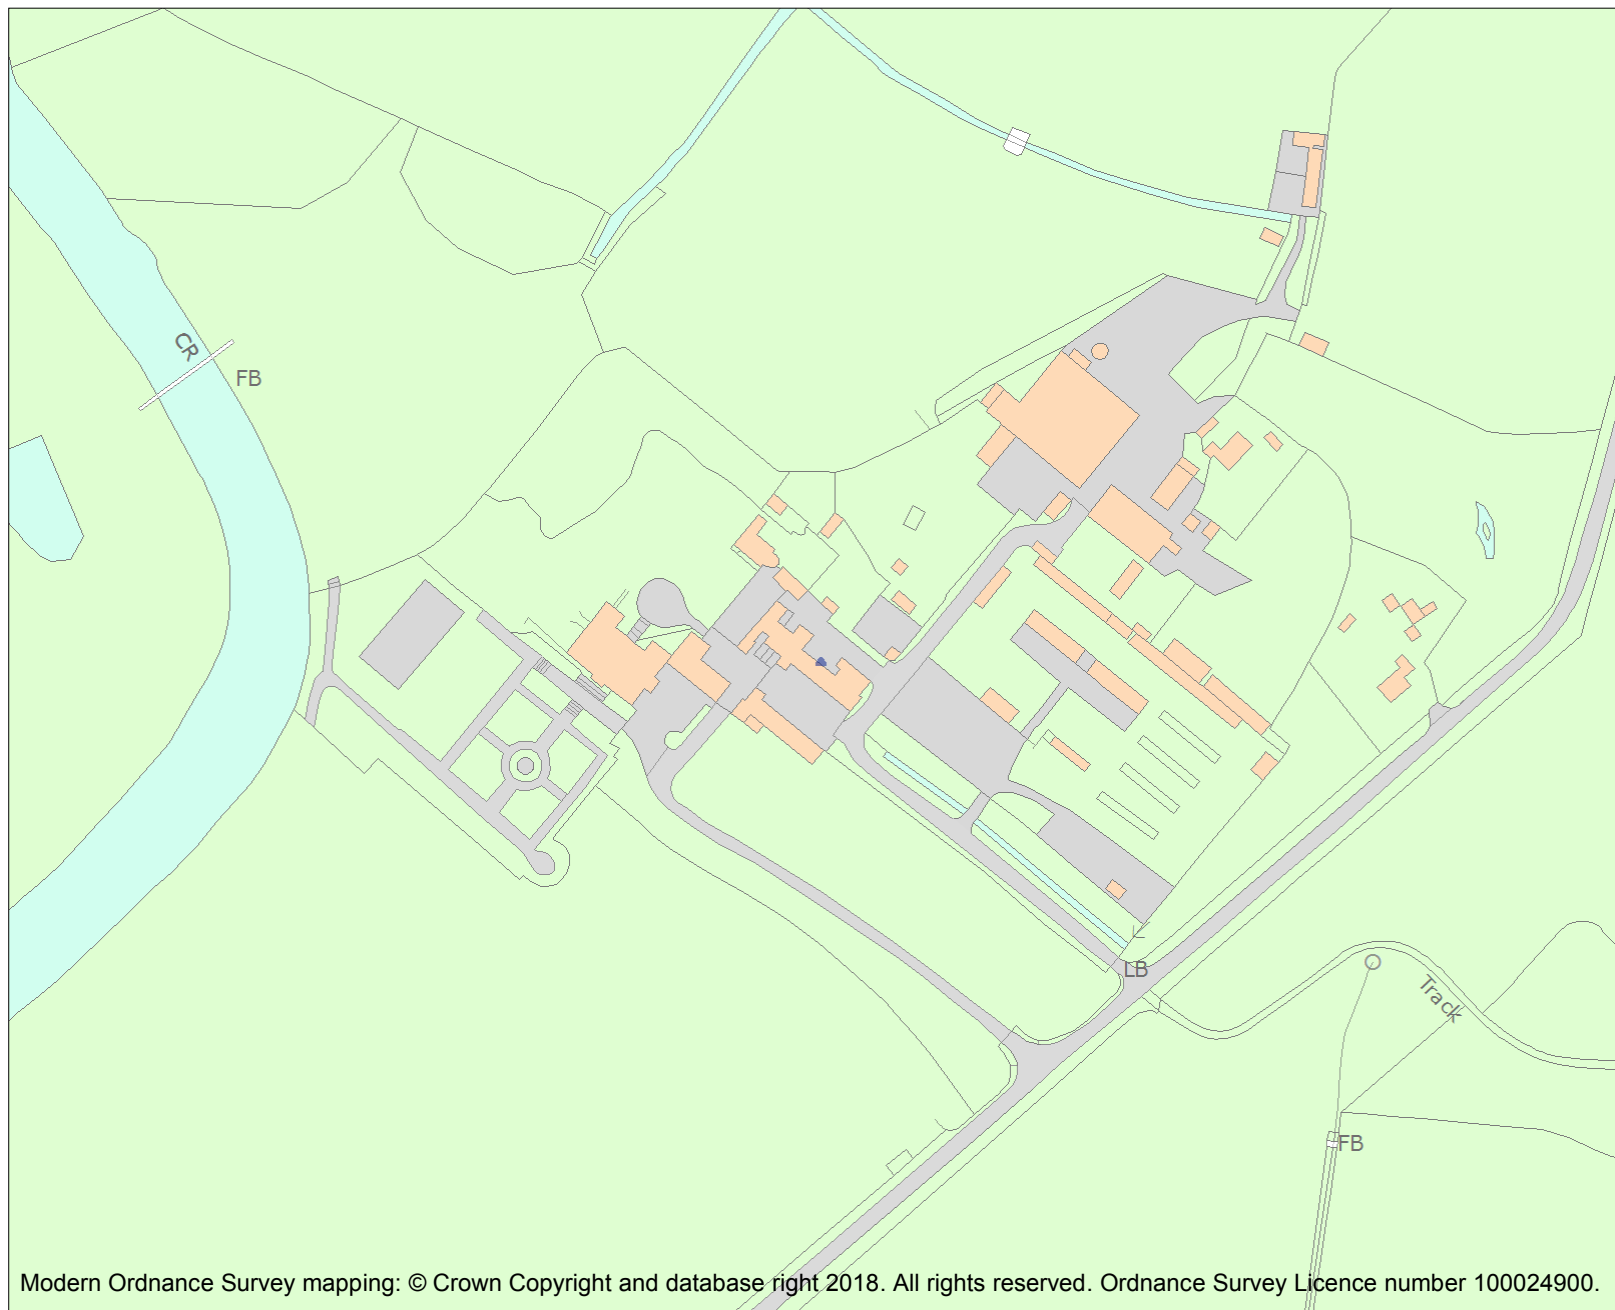 CR
FB
LB
Track
FB
Modern Ordnance Survey mapping: © Crown Copyright and database right 2018. All rights reserved. Ordnance Survey Licence number 100024900.